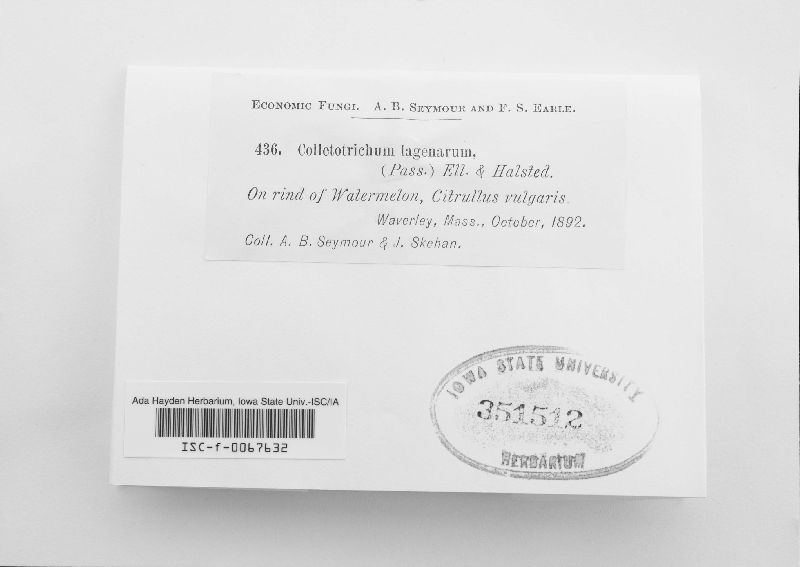 Economic Fungi. A. B. Seymour and F. S. Earle.
436. Colletotrichum lagenarum,
(Pass.) Ell. & Halsted.
On rind of Watermelon, Citrullus vulgaris.
Waverley, Mass., October, 1892.
Coll. A. B. Seymour & J. Skehan.
IOWA STATE UNIVERSITY
351512
HERBARIUM
Ada Hayden Herbarium, Iowa State Univ.-ISC/IA
ISC-f-0067632